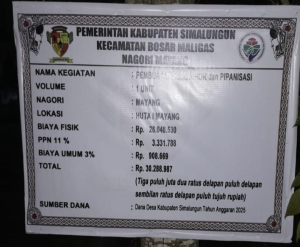 PEMERINTAH KABUPATEN SIMALUNGUN
KECAMATAN BOSAR MALIGAS
NAGORI MAYANG
NAMA KEGIATAN : dan PIPANISASI
VOLUME : 1 UNIT
NAGORI : MAYANG
LOKASI : HUTA I MAYANG
BIAYA FISIK : Rp.
PPN 11 % : Rp. 3.331.780
BIAYA UMUM 3% : Rp. 908.669
TOTAL : Rp. 30.288.987
(Tiga puluh juta dua ratus delapan puluh delapan
sembilan ratus delapan puluh tujuh rupiah)
SUMBER DANA : Dana Desa Kabupaten Simalungun Tahun Anggaran 2025